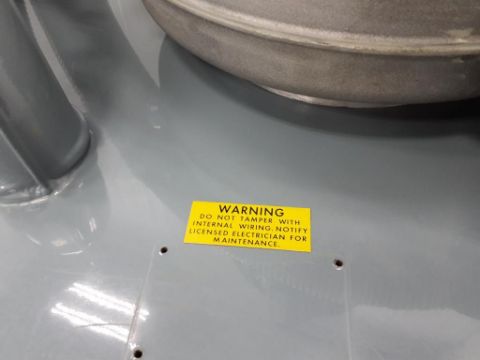 WARNING
DO NOT TAMPER WITH
INTERNAL WIRING. NOTIFY
LICENSED ELECTRICIAN FOR
MAINTENANCE.